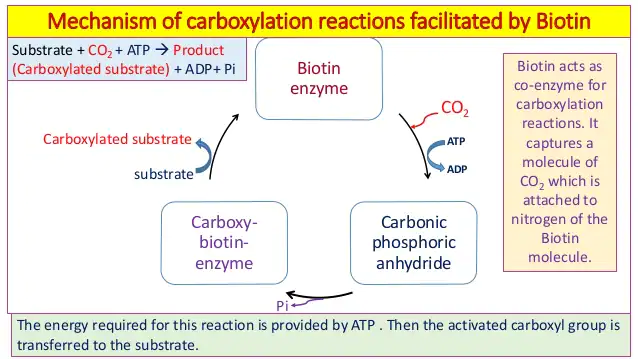 Mechanism of carboxylation reactions facilitated by Biotin
Substrate + CO₂ + ATP → Product
(Carboxylated substrate) + ADP+ Pi
Biotin
enzyme
CO₂
ATP
ADP
Carboxylated substrate
substrate
Carboxy-
biotin-
enzyme
Carbonic
phosphoric
anhydride
Pi
Biotin acts as
co-enzyme for
carboxylation
reactions. It
captures a
molecule of
CO₂ which is
attached to
nitrogen of the
Biotin
molecule.
The energy required for this reaction is provided by ATP . Then the activated carboxyl group is
transferred to the substrate.